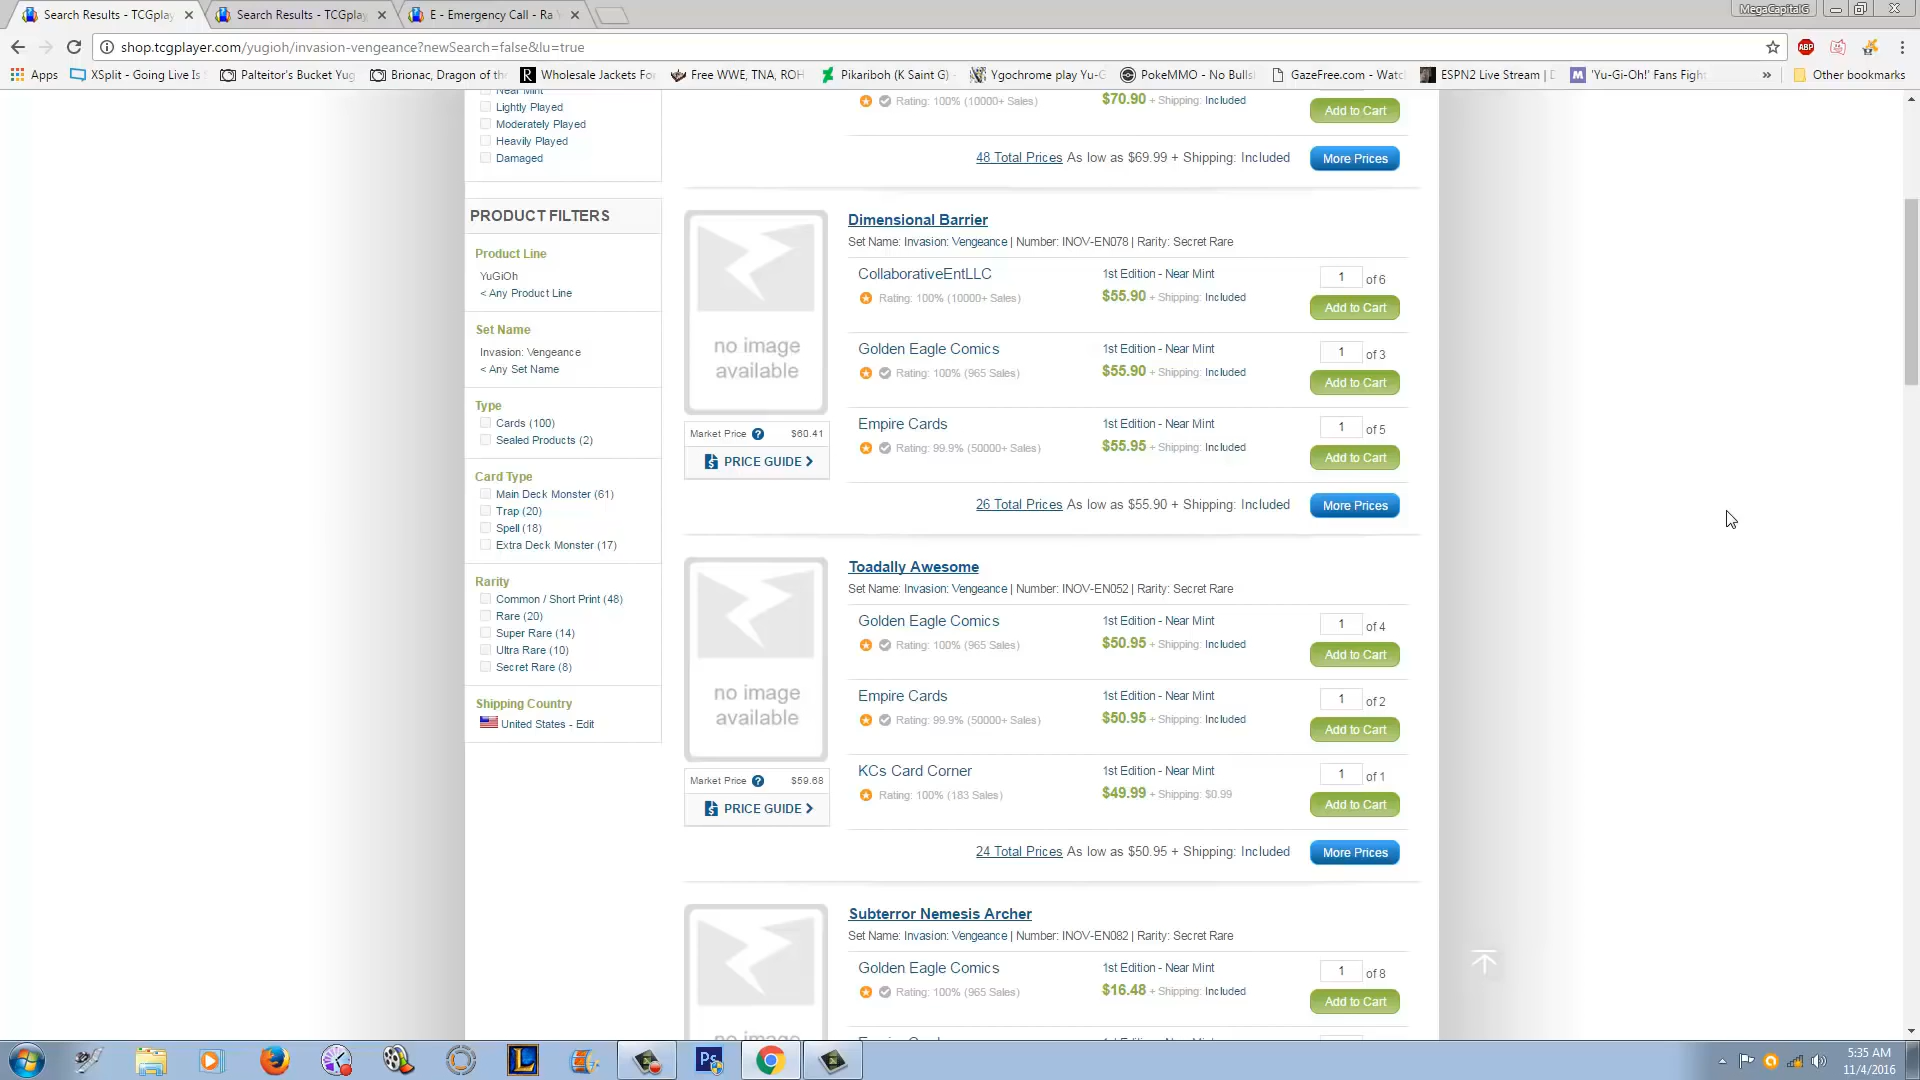 Search Results - TCGplay
Search Results - TCGplay
E - Emergency Call - Ra
MegaCapitalG
shop.tcgplayer.com/yugioh/invasion-vengeance?newSearch=false&lu=true
Apps
XSplit - Going Live Is
Palteitor's Bucket Yug
Brionac, Dragon of the
Wholesale Jackets Fo
Free WWE, TNA, ROH
Pikariboh (K Saint G)
Ygochrome play Yu-G
PokeMMO - No Bulls
GazeFree.com - Watc
ESPN2 Live Stream | D
'Yu-Gi-Oh!' Fans Figh
»
Other bookmarks
Near Mint
Lightly Played
Moderately Played
Heavily Played
Damaged
PRODUCT FILTERS
Product Line
YuGiOh
< Any Product Line
Set Name
Invasion: Vengeance
< Any Set Name
Type
Cards (100)
Sealed Products (2)
Card Type
Main Deck Monster (61)
Trap (20)
Spell (18)
Extra Deck Monster (17)
Rarity
Common / Short Print (48)
Rare (20)
Super Rare (14)
Ultra Rare (10)
Secret Rare (8)
Shipping Country
United States - Edit
Rating: 100% (10000+ Sales) $70.90 + Shipping: Included Add to Cart
48 Total Prices As low as $69.99 + Shipping: Included More Prices
Dimensional Barrier
Set Name: Invasion: Vengeance | Number: INOV-EN078 | Rarity: Secret Rare
CollaborativeEntLLC 1st Edition - Near Mint 1 of 6
Rating: 100% (10000+ Sales) $55.90 + Shipping: Included Add to Cart
Golden Eagle Comics 1st Edition - Near Mint 1 of 3
Rating: 100% (965 Sales) $55.90 + Shipping: Included Add to Cart
Empire Cards 1st Edition - Near Mint 1 of 5
Rating: 99.9% (50000+ Sales) $55.95 + Shipping: Included Add to Cart
no image
available
Market Price ? $60.41
PRICE GUIDE
26 Total Prices As low as $55.90 + Shipping: Included More Prices
Toadally Awesome
Set Name: Invasion: Vengeance | Number: INOV-EN052 | Rarity: Secret Rare
Golden Eagle Comics 1st Edition - Near Mint 1 of 4
Rating: 100% (965 Sales) $50.95 + Shipping: Included Add to Cart
Empire Cards 1st Edition - Near Mint 1 of 2
Rating: 99.9% (50000+ Sales) $50.95 + Shipping: Included Add to Cart
KCs Card Corner 1st Edition - Near Mint 1 of 1
Rating: 100% (183 Sales) $49.99 + Shipping: $0.99 Add to Cart
no image
available
Market Price ? $59.68
PRICE GUIDE
24 Total Prices As low as $50.95 + Shipping: Included More Prices
Subterror Nemesis Archer
Set Name: Invasion: Vengeance | Number: INOV-EN082 | Rarity: Secret Rare
Golden Eagle Comics 1st Edition - Near Mint 1 of 8
Rating: 100% (965 Sales) $16.48 + Shipping: Included Add to Cart
5:35 AM
11/4/2016